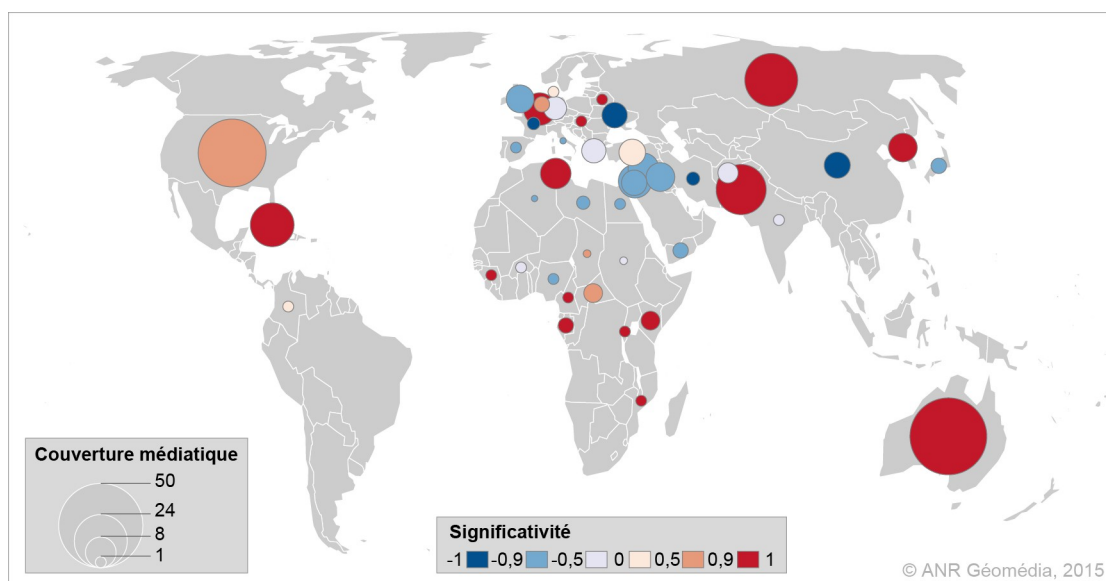 Couverture médiatique
50
24
8
1
Significativité
-1 -0,9 -0,5 0 0,5 0,9 1
© ANR Géomédia, 2015